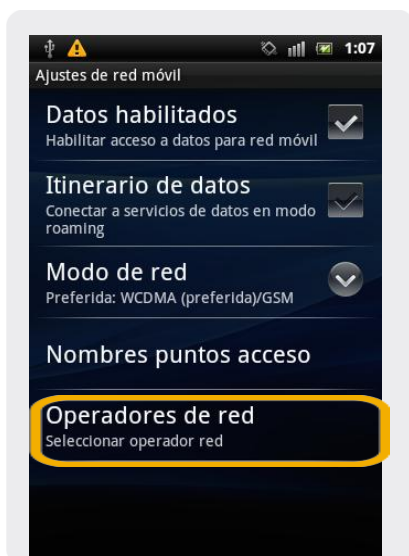 1:07
Ajustes de red móvil
Datos habilitados
Habilitar acceso a datos para red móvil
Itinerario de datos
Conectar a servicios de datos en modo
roaming
Modo de red
Preferida: WCDMA (preferida)/GSM
Nombres puntos acceso
Operadores de red
Seleccionar operador red